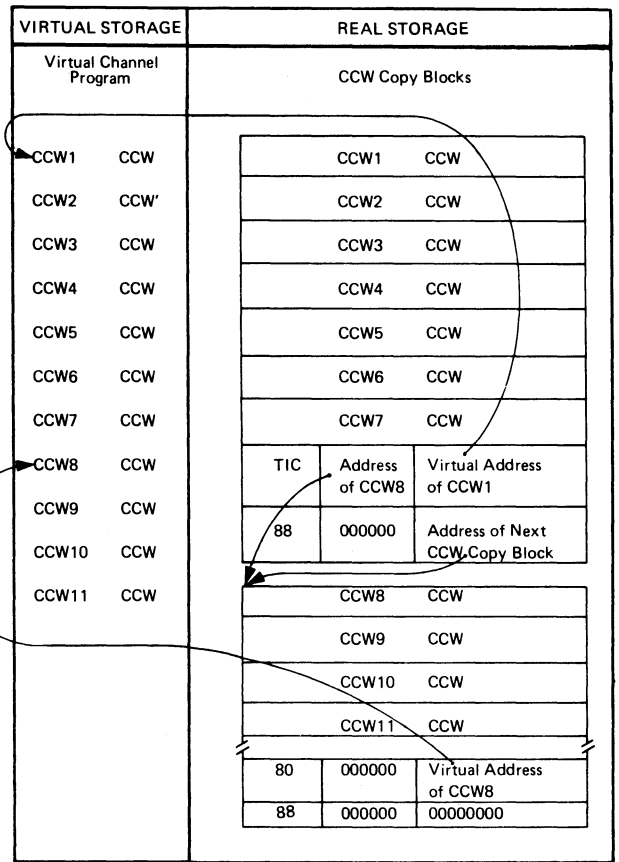 VIRTUAL STORAGE
REAL STORAGE
Virtual Channel
Program
CCW Copy Blocks
CCW1 CCW
CCW2 CCW'
CCW3 CCW
CCW4 CCW
CCW5 CCW
CCW6 CCW
CCW7 CCW
CCW8 CCW
CCW9 CCW
CCW10 CCW
CCW11 CCW
CCW1 CCW
CCW2 CCW
CCW3 CCW
CCW4 CCW
CCW5 CCW
CCW6 CCW
CCW7 CCW
TIC
Address
of CCW8
Virtual Address
of CCW1
88
000000
Address of Next
CCW Copy Block
CCW8 CCW
CCW9 CCW
CCW10 CCW
CCW11 CCW
80
000000
Virtual Address
of CCW8
88
000000
00000000